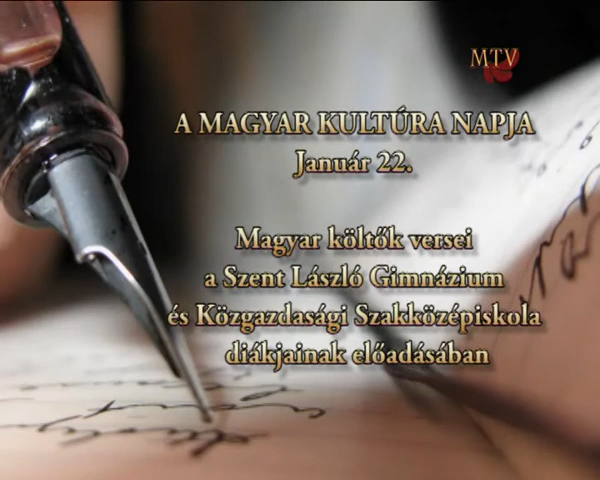 MTV
A MAGYAR KULTÚRA NAPJA
Január 22.
Magyar költők versei
a Szent László Gimnázium
és Közgazdasági Szakközépiskola
diákjainak előadásában